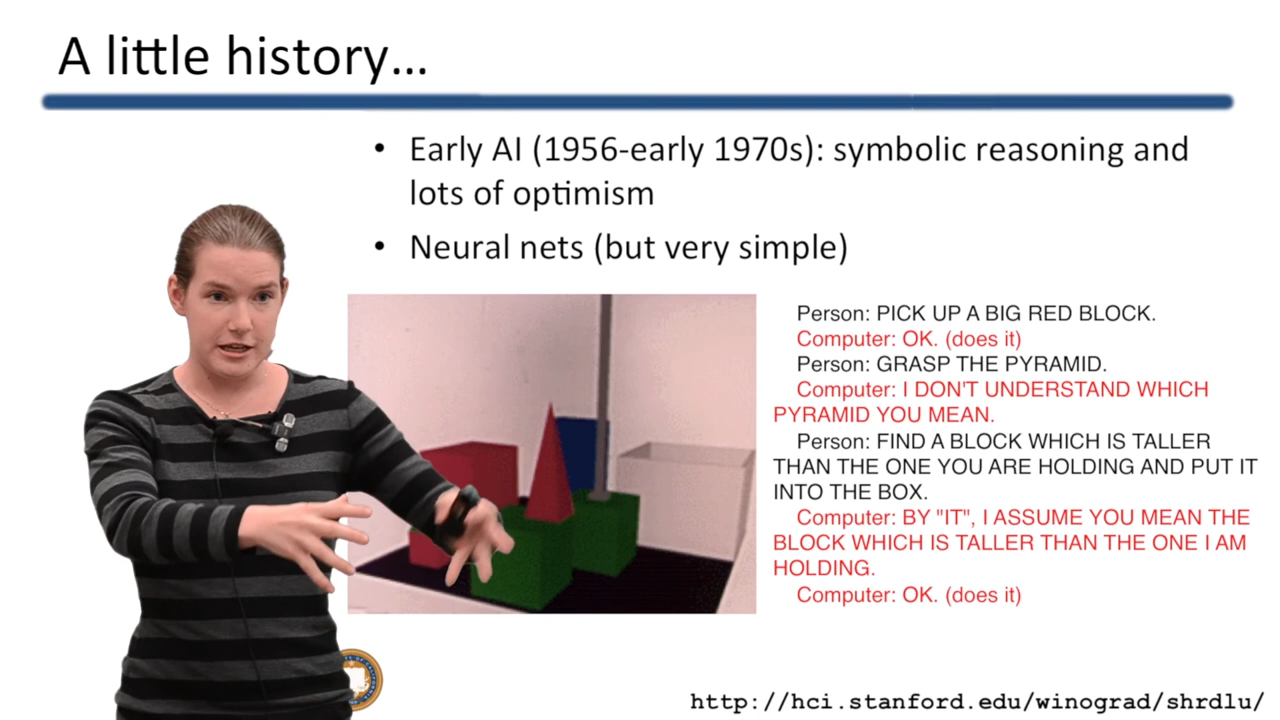 A little history...
• Early AI (1956-early 1970s): symbolic reasoning and
lots of optimism
• Neural nets (but very simple)
Person: PICK UP A BIG RED BLOCK.
Computer: OK. (does it)
Person: GRASP THE PYRAMID.
Computer: I DON'T UNDERSTAND WHICH
PYRAMID YOU MEAN.
Person: FIND A BLOCK WHICH IS TALLER
THAN THE ONE YOU ARE HOLDING AND PUT IT
INTO THE BOX.
Computer: BY "IT", I ASSUME YOU MEAN THE
BLOCK WHICH IS TALLER THAN THE ONE I AM
HOLDING.
Computer: OK. (does it)
http://hci.stanford.edu/winograd/shrdlu/